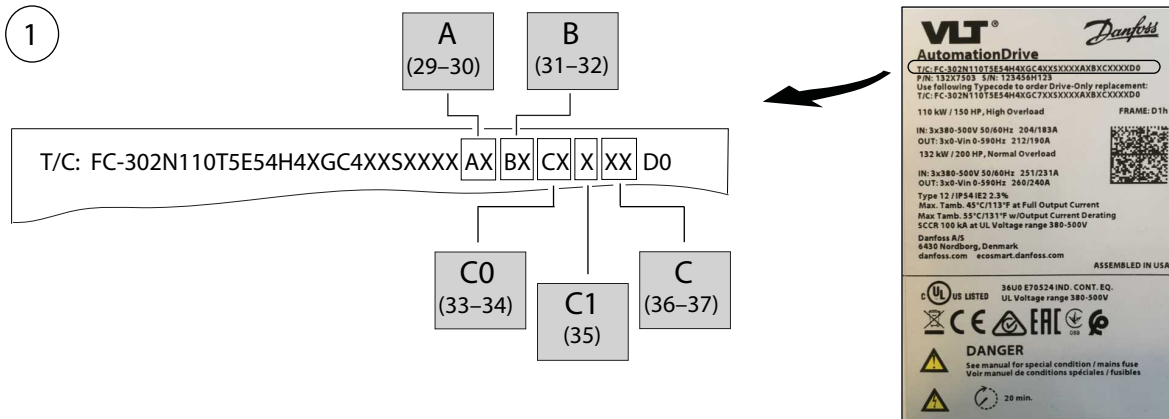 1
A
(29–30)
B
(31–32)
T/C: FC-302N110T5E54H4XGC4XXSXXXX AX BX CX X XX D0
C0
(33–34)
C1
(35)
C
(36–37)
VLT®
Danfoss
AutomationDrive
T/C: FC-302N110T5E54H4XGC4XXSXXXXAXBXCXXXXD0
P/N: 132X7503 S/N: 123456H123
Use following Typecode to order Drive-Only replacement:
T/C: FC-302N110T5E54H4XGC7XXSXXXXAXBXCXXXXD0
110 kW / 150 HP, High Overload
FRAME: D1h
IN: 3x380-500V 50/60Hz 204/183A
OUT: 3x0-Vin 0-590Hz 212/190A
132 kW / 200 HP, Normal Overload
IN: 3x380-500V 50/60Hz 251/231A
OUT: 3x0-Vin 0-590Hz 260/240A
Type 12 / IP54 IE2 2.3%
Max. Tamb. 45°C/113°F at Full Output Current
Max Tamb. 55°C/131°F w/Output Current Derating
SCCR 100 kA at UL Voltage range 380-500V
Danfoss A/S
6430 Nordborg, Denmark
danfoss.com ecosmart.danfoss.com
ASSEMBLED IN USA
C UL US LISTED
36U0 E70524 IND. CONT. EQ.
UL Voltage range 380-500V
CE EAC
DANGER
See manual for special condition / mains fuse
Voir manuel de conditions spéciales / fusibles
20 min.